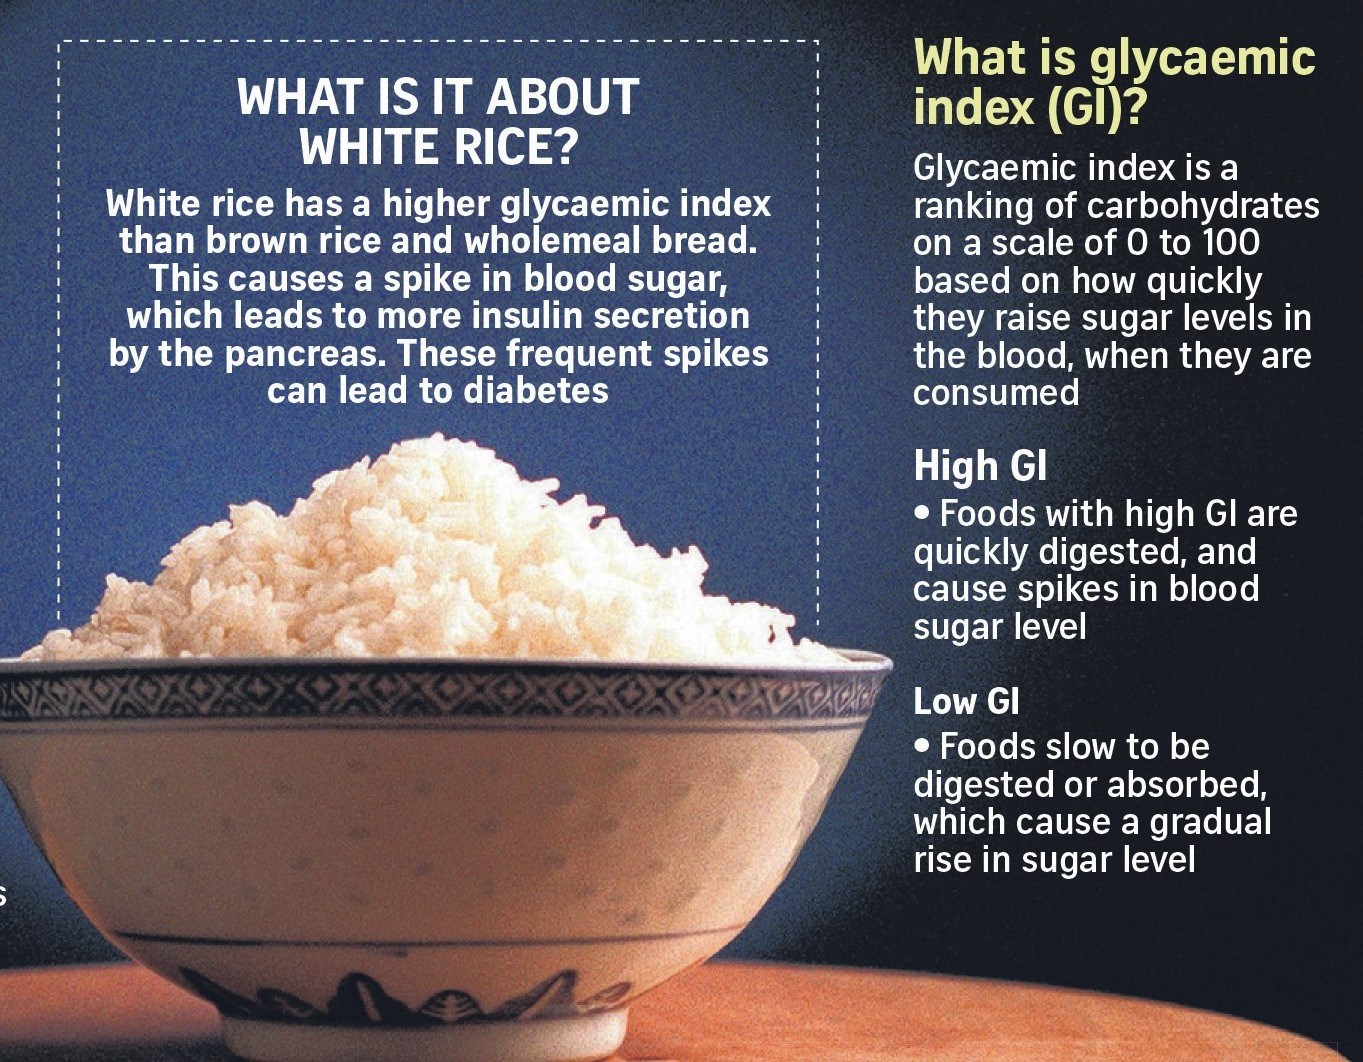 WHAT IS IT ABOUT
WHITE RICE?
White rice has a higher glycaemic index
than brown rice and wholemeal bread.
This causes a spike in blood sugar,
which leads to more insulin secretion
by the pancreas. These frequent spikes
can lead to diabetes
What is glycaemic
index (GI)?
Glycaemic index is a
ranking of carbohydrates
on a scale of 0 to 100
based on how quickly
they raise sugar levels in
the blood, when they are
consumed
High GI
• Foods with high GI are
quickly digested, and
cause spikes in blood
sugar level
Low GI
• Foods slow to be
digested or absorbed,
which cause a gradual
rise in sugar level